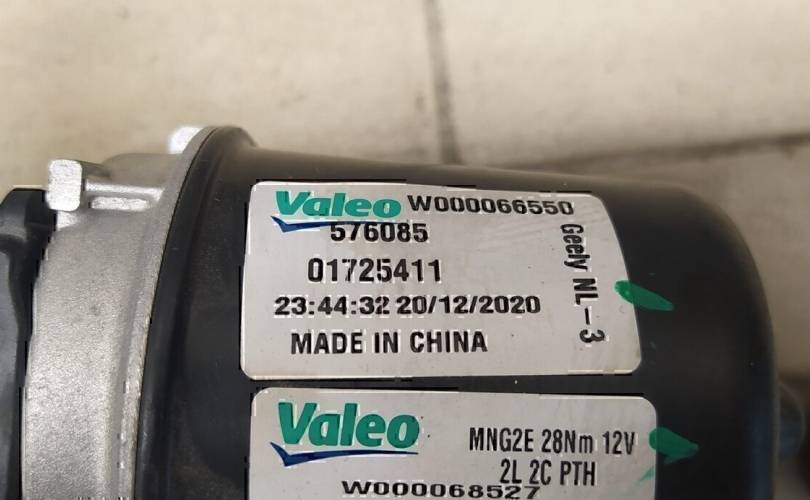 Valeo W000066550
576085
01725411
23:44:32 20/12/2020
MADE IN CHINA
Geely NL-3
Valeo MNG2E 28Nm 12V
2L 2C PTH
W000068527